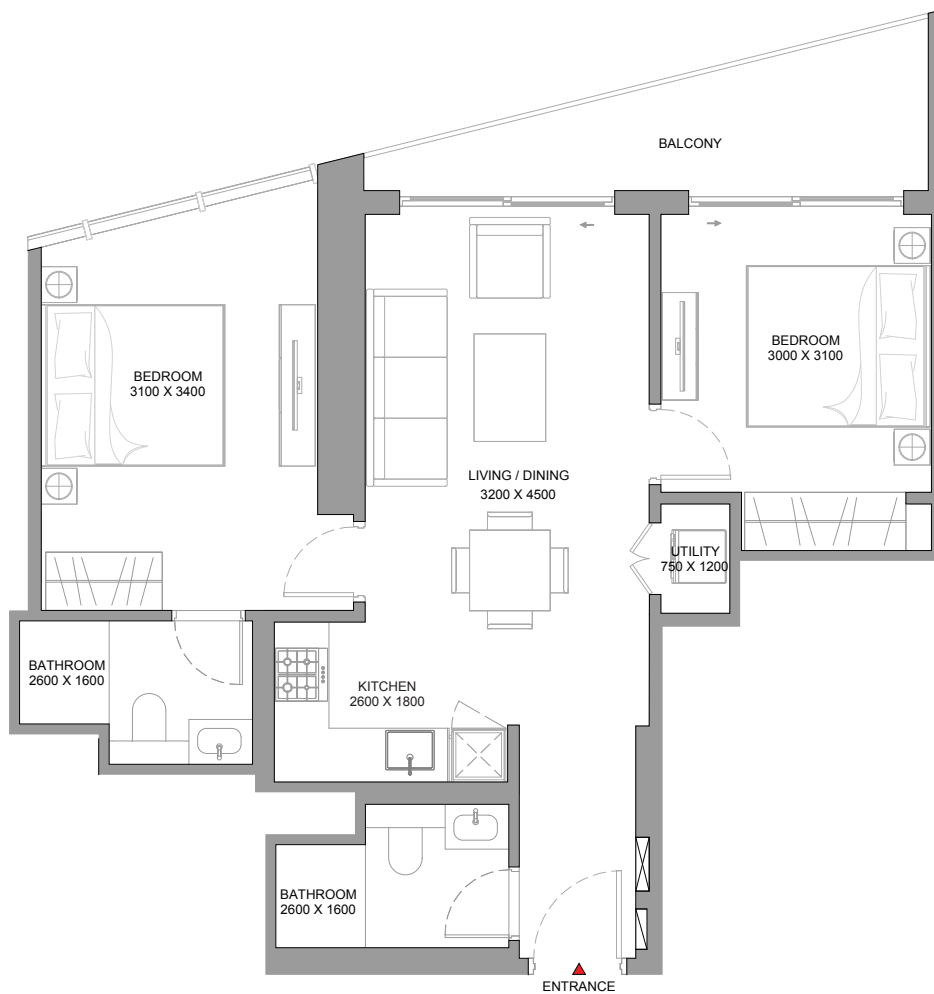 BALCONY
BEDROOM
3000 X 3100
BEDROOM
3100 X 3400
LIVING / DINING
3200 X 4500
UTILITY
750 X 1200
BATHROOM
2600 X 1600
KITCHEN
2600 X 1800
BATHROOM
2600 X 1600
ENTRANCE